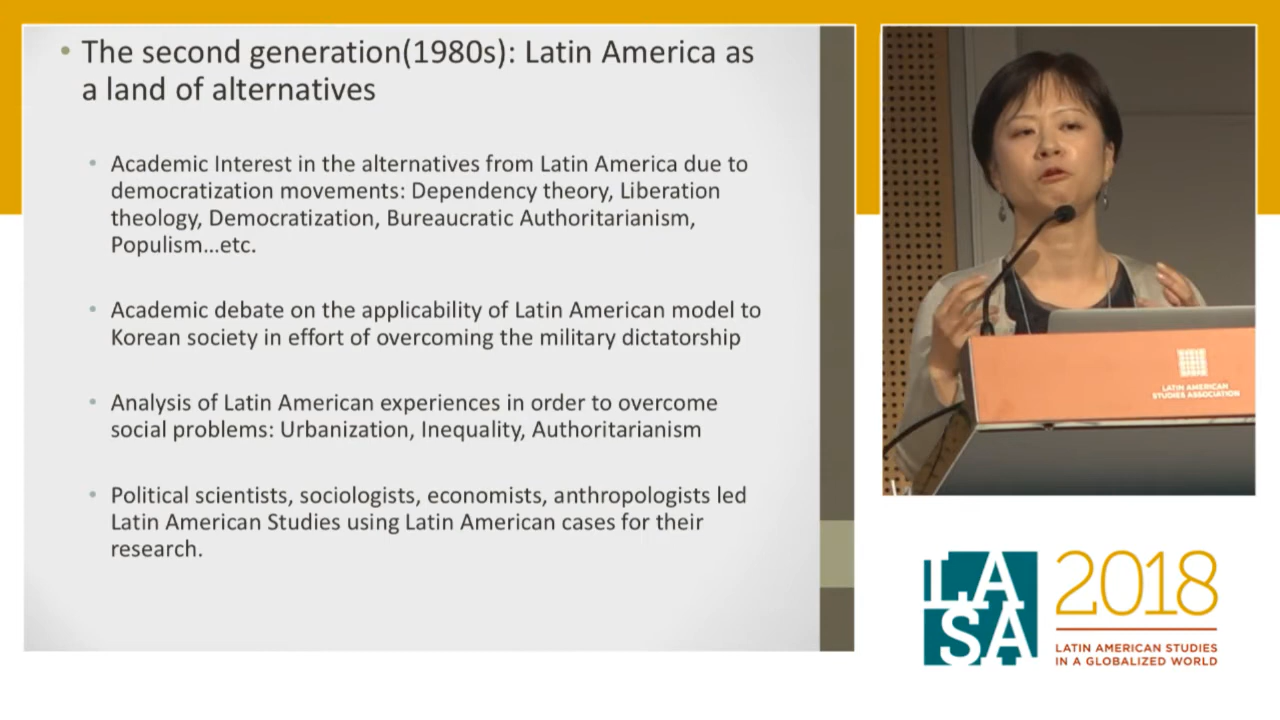 • The second generation(1980s): Latin America as
a land of alternatives
• Academic Interest in the alternatives from Latin America due to
democratization movements: Dependency theory, Liberation
theology, Democratization, Bureaucratic Authoritarianism,
Populism...etc.
• Academic debate on the applicability of Latin American model to
Korean society in effort of overcoming the military dictatorship
• Analysis of Latin American experiences in order to overcome
social problems: Urbanization, Inequality, Authoritarianism
• Political scientists, sociologists, economists, anthropologists led
Latin American Studies using Latin American cases for their
research.
LATIN AMERICAN
STUDIES ASSOCIATION
LA
SA
2018
LATIN AMERICAN STUDIES
IN A GLOBALIZED WORLD